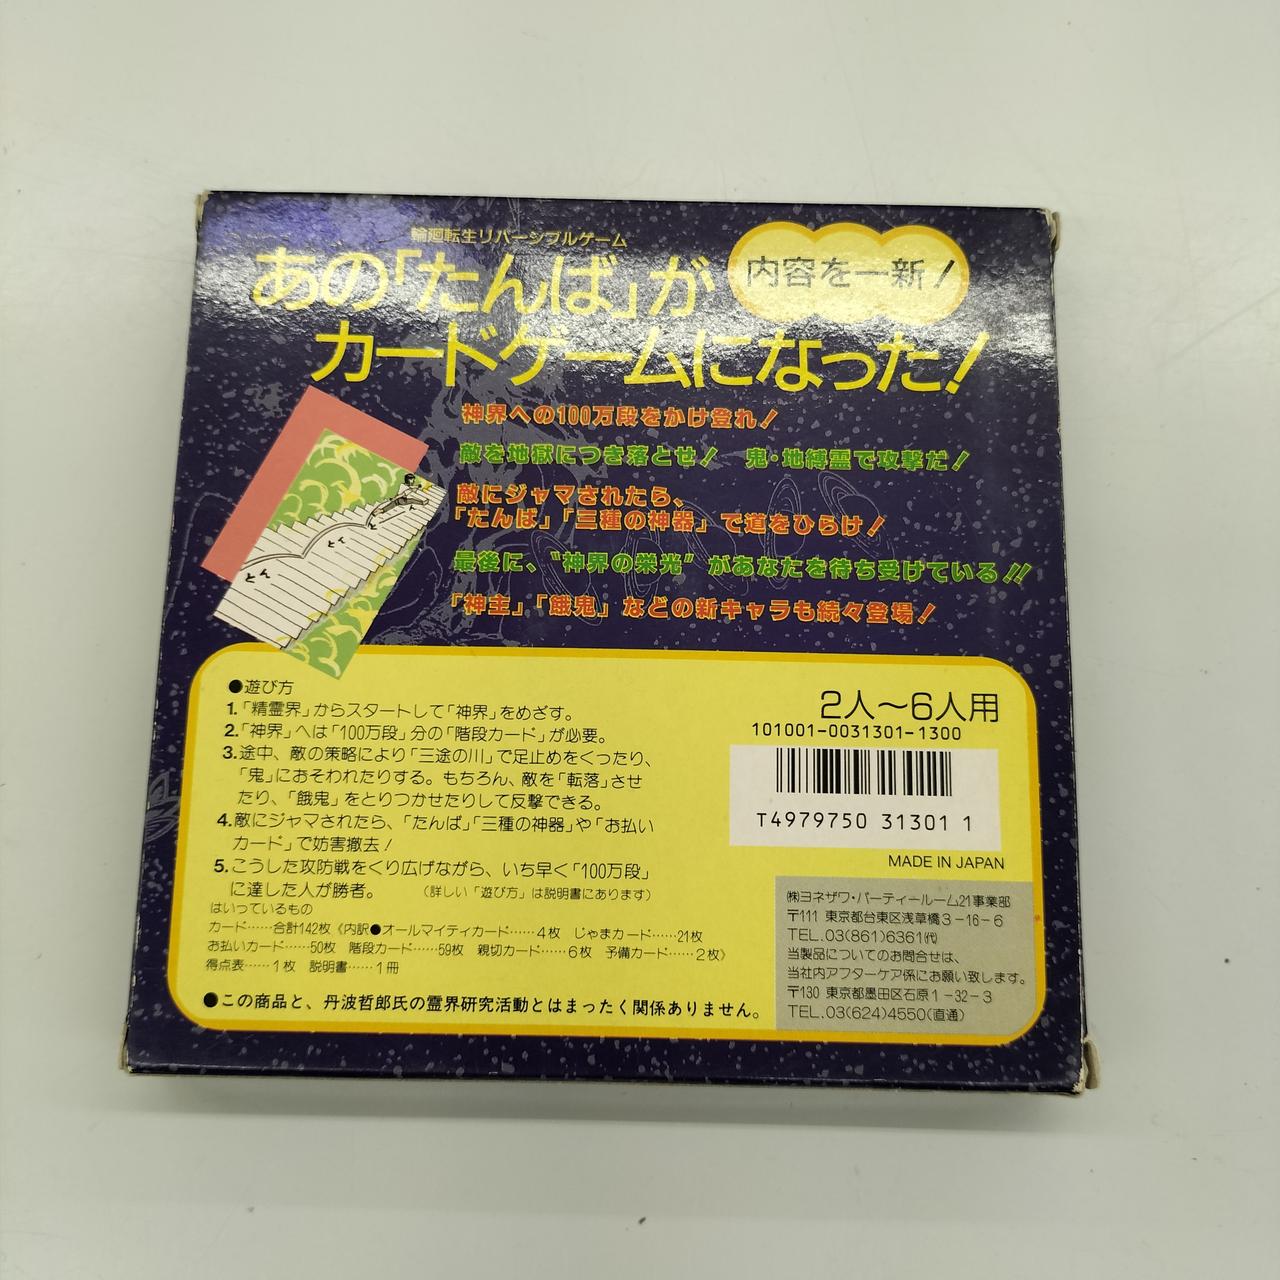 輪廻転生リバーシブルゲーム
あの「たんば」が
カードゲームになった!
内容を一新!
神界への100万段をかけ登れ!
敵を地獄につき落とせ! 鬼・地縛霊で攻撃だ!
敵にジャマされたら、
「たんば」「三種の神器」で道をひらけ!
最後に、“神界の栄光”があなたを待ち受けている!!
「神主」「餓鬼」などの新キャラも続々登場!
と ん
とん
とん
●遊び方
1.「精霊界」からスタートして「神界」をめざす。
2.「神界」へは「100万段」分の「階段カード」が必要。
3.途中、敵の策略により「三途の川」で足止めをくったり、
「鬼」におそわれたりする。もちろん、敵を「転落」させ
たり、「餓鬼」をとりつかせたりして反撃できる。
4.敵にジャマされたら、「たんば」「三種の神器」や「お払い
カード」で妨害撤去!
5.こうした攻防戦をくり広げながら、いち早く「100万段」
に達した人が勝者。 (詳しい「遊び方」は説明書にあります)
はいっているもの
カード……合計142枚《内訳●オールマイティカード……4枚 じゃまカード……21枚
お払いカード……50枚 階段カード……59枚 親切カード……6枚 予備カード……2枚》
得点表……1枚 説明書……1冊
●この商品と、丹波哲郎氏の霊界研究活動とはまったく関係ありません。
2人〜6人用
101001-0031301-1300
T4979750 31301 1
MADE IN JAPAN
㈱ヨネザワ・パーティールーム21事業部
〒111 東京都台東区浅草橋3-16-6
TEL.03(861)6361㈹
当製品についてのお問合せは、
当社内アフターケア係にお願い致します。
〒130 東京都墨田区石原1-32-3
TEL.03(624)4550(直通)